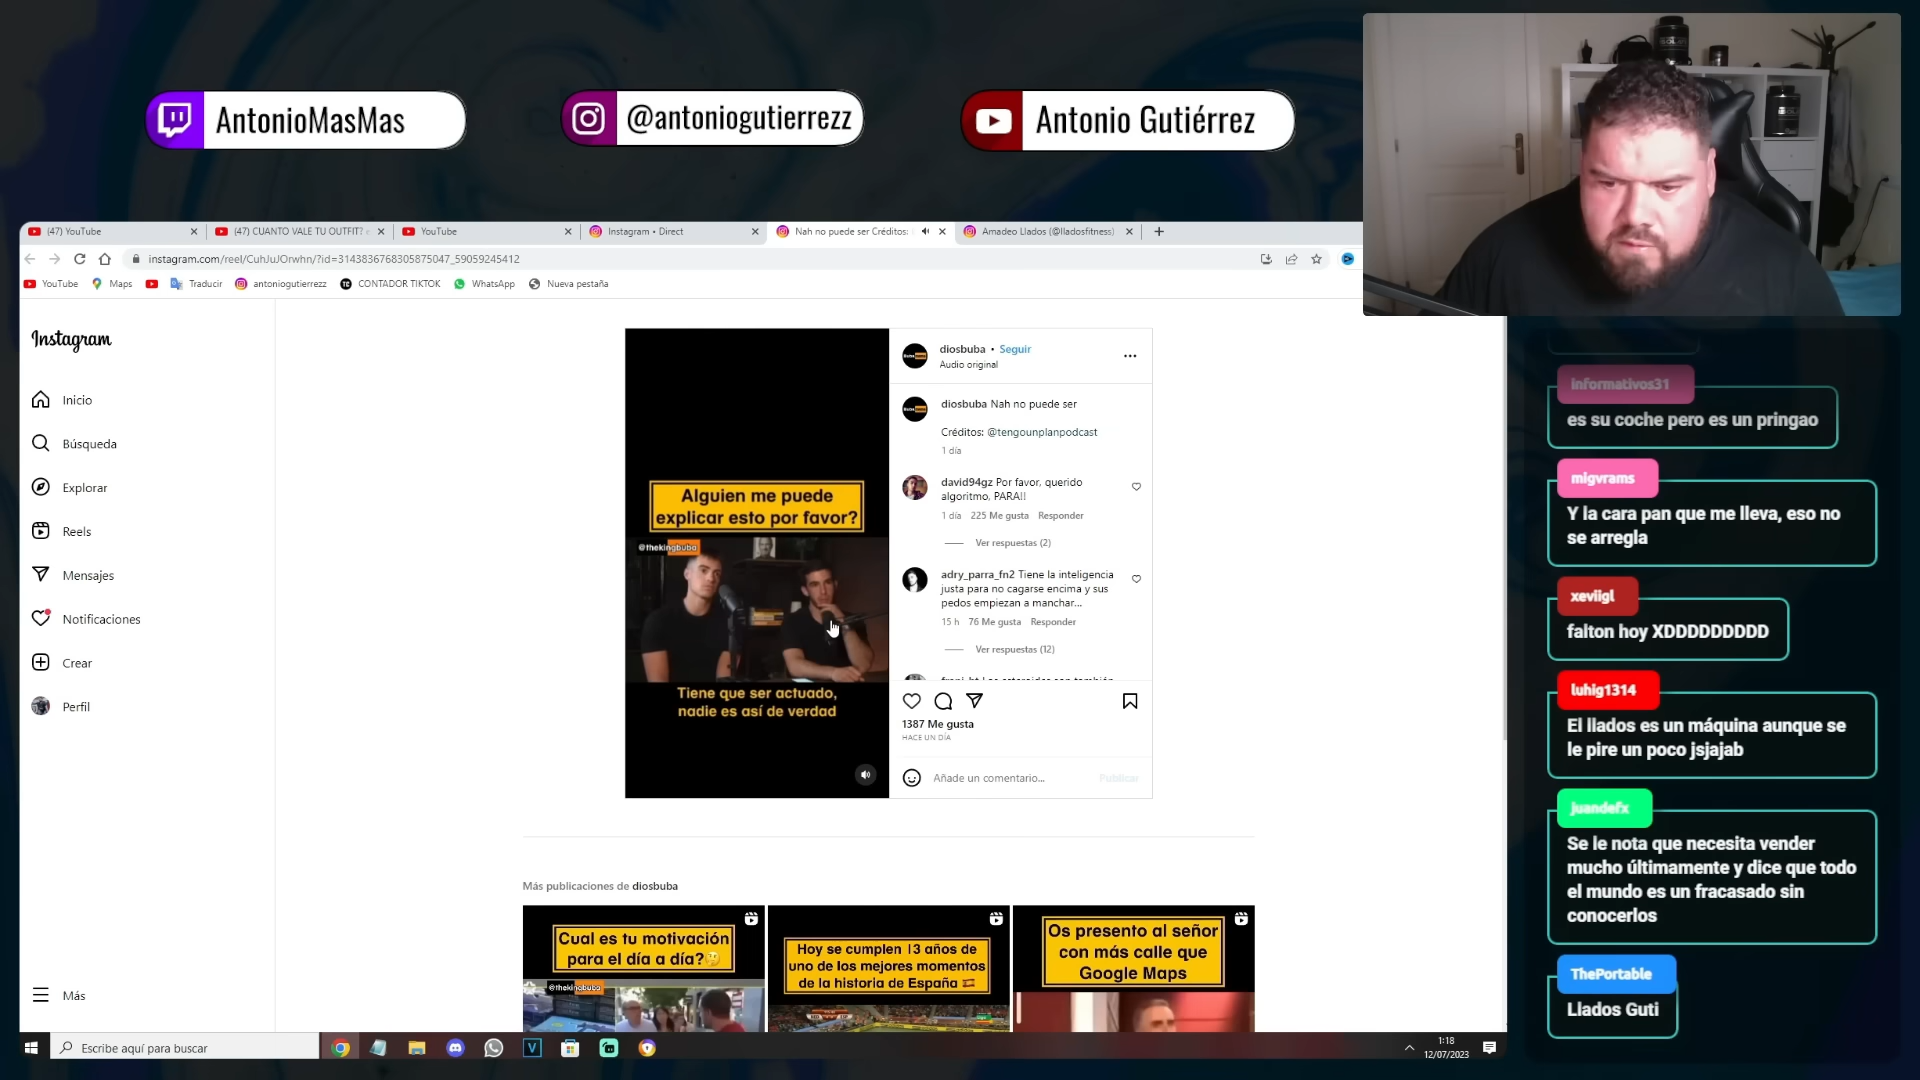 AntonioMasMas
@antoniogutierrezz
Antonio Gutiérrez
(47) YouTube
(47) CUANTO VALE TU OUTFIT?
YouTube
Instagram • Direct
Nah no puede ser Créditos:
Amadeo Llados (@lladosfitness)
instagram.com/reel/CuhJuJOrwhn/?id=3143836768305875047_59059245412
YouTube
Maps
Traducir
antoniogutierrezz
CONTADOR TIKTOK
WhatsApp
Nueva pestaña
Instagram
Inicio
Búsqueda
Explorar
Reels
Mensajes
Notificaciones
Crear
Perfil
Más
Alguien me puede
explicar esto por favor?
@thekingbuba
Tiene que ser actuado,
nadie es así de verdad
diosbuba • Seguir
Audio original
diosbuba Nah no puede ser
Créditos: @tengounplanpodcast
1 día
david94gz Por favor, querido
algoritmo, PARA!!
1 día 225 Me gusta Responder
Ver respuestas (2)
adry_parra_fn2 Tiene la inteligencia
justa para no cagarse encima y sus
pedos empiezan a manchar...
15 h 76 Me gusta Responder
Ver respuestas (12)
1387 Me gusta
HACE UN DÍA
Añade un comentario...
Publicar
Más publicaciones de diosbuba
Cual es tu motivación
para el día a día?🤔
@thekingbuba
Hoy se cumplen 13 años de
uno de los mejores momentos
de la historia de España 🇪🇸
Os presento al señor
con más calle que
Google Maps
informativos31
es su coche pero es un pringao
migvrams
Y la cara pan que me lleva, eso no
se arregla
xeviigl
falton hoy XDDDDDDDDD
luhig1314
El llados es un máquina aunque se
le pire un poco jsjajab
juandefx
Se le nota que necesita vender
mucho últimamente y dice que todo
el mundo es un fracasado sin
conocerlos
ThePortable
Llados Guti
Escribe aquí para buscar
1:18
12/07/2023